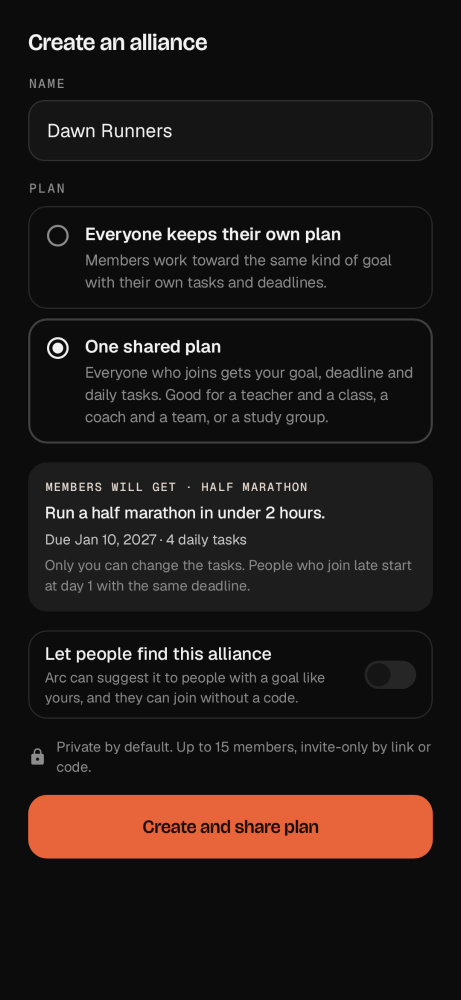 Create an alliance
NAME
Dawn Runners
PLAN
Everyone keeps their own plan
Members work toward the same kind of goal
with their own tasks and deadlines.
One shared plan
Everyone who joins gets your goal, deadline and
daily tasks. Good for a teacher and a class, a
coach and a team, or a study group.
MEMBERS WILL GET · HALF MARATHON
Run a half marathon in under 2 hours.
Due Jan 10, 2027 · 4 daily tasks
Only you can change the tasks. People who join late start
at day 1 with the same deadline.
Let people find this alliance
Arc can suggest it to people with a goal like
yours, and they can join without a code.
Private by default. Up to 15 members, invite-only by link or
code.
Create and share plan